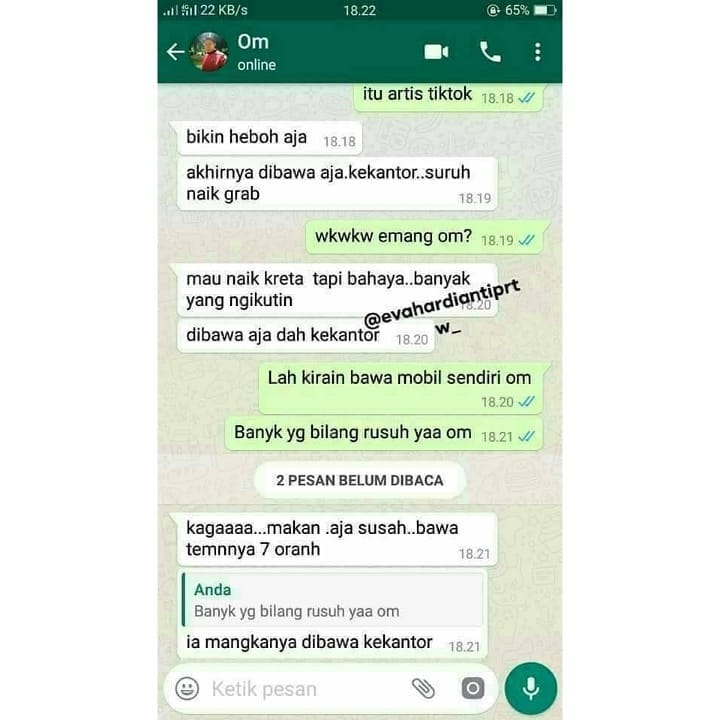 22 KB/s
18.22
65%
Om
online
itu artis tiktok 18.18
bikin heboh aja 18.18
akhirnya dibawa aja.kekantor..suruh
naik grab
18.19
wkwkw emang om? 18.19
mau naik kreta tapi bahaya..banyak
yang ngikutin
18.20
@evahardiantiprt
w_
dibawa aja dah kekantor 18.20
Lah kirain bawa mobil sendiri om
18.20
Banyk yg bilang rusuh yaa om 18.21
2 PESAN BELUM DIBACA
kagaaaa...makan .aja susah..bawa
temnnya 7 oranh
18.21
Anda
Banyk yg bilang rusuh yaa om
ia mangkanya dibawa kekantor 18.21
Ketik pesan